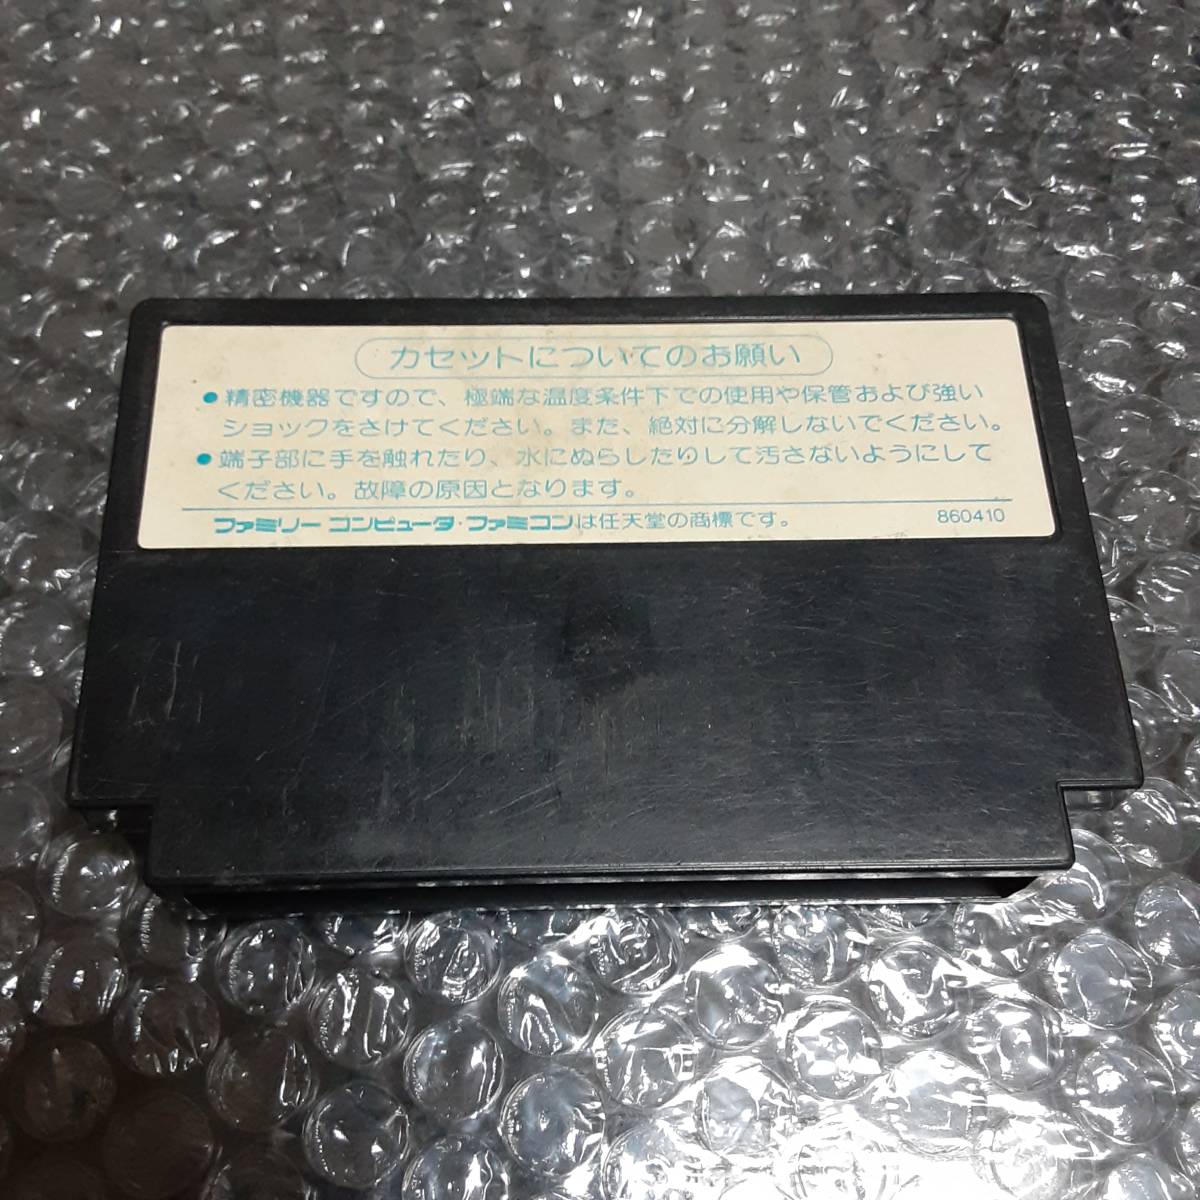 カセットについてのお願い
●精密機器ですので、極端な温度条件下での使用や保管および強い
ショックをさけてください。また、絶対に分解しないでください。
●端子部に手を触れたり、水にぬらしたりして汚さないようにして
ください。故障の原因となります。
ファミリー コンピュータ・ファミコンは任天堂の商標です。 860410